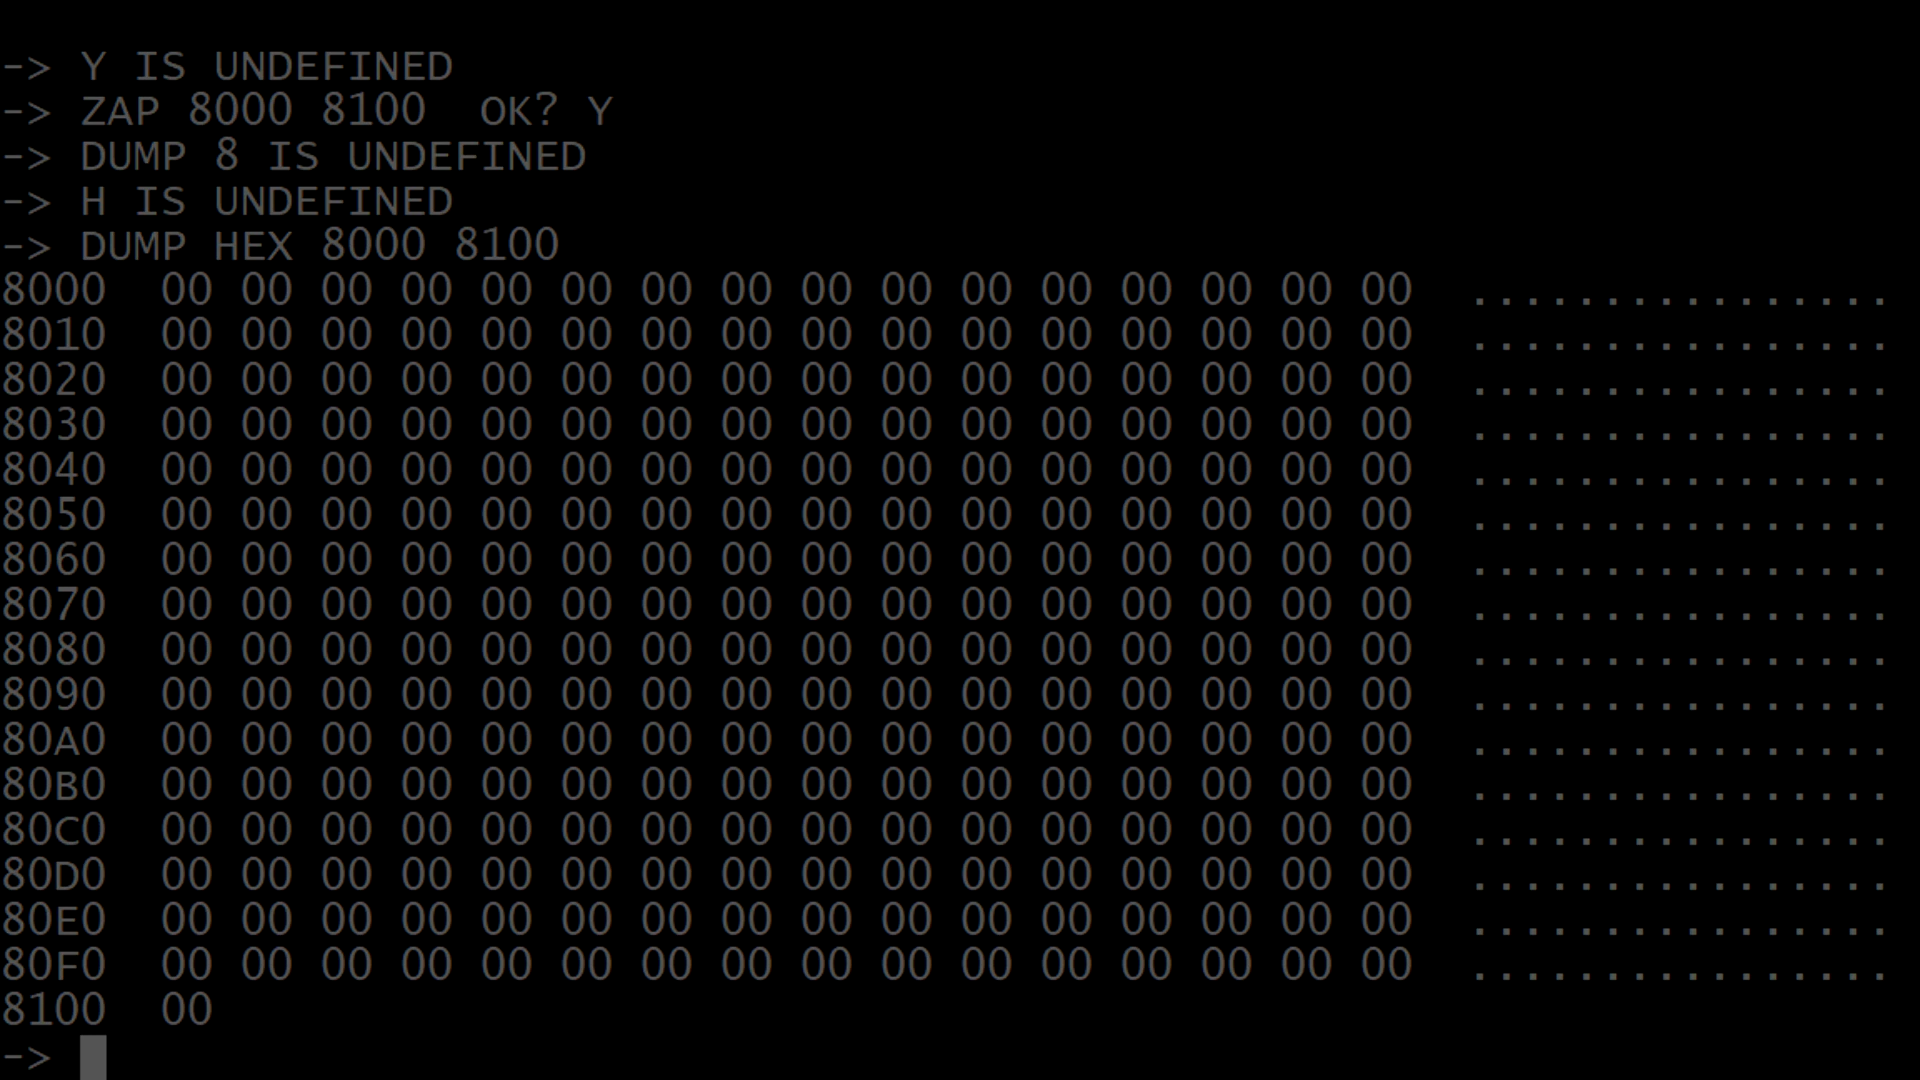 -> Y IS UNDEFINED
-> ZAP 8000 8100  OK? Y
-> DUMP 8 IS UNDEFINED
-> H IS UNDEFINED
-> DUMP HEX 8000 8100
8000  00 00 00 00 00 00 00 00 00 00 00 00 00 00 00 00  ................
8010  00 00 00 00 00 00 00 00 00 00 00 00 00 00 00 00  ................
8020  00 00 00 00 00 00 00 00 00 00 00 00 00 00 00 00  ................
8030  00 00 00 00 00 00 00 00 00 00 00 00 00 00 00 00  ................
8040  00 00 00 00 00 00 00 00 00 00 00 00 00 00 00 00  ................
8050  00 00 00 00 00 00 00 00 00 00 00 00 00 00 00 00  ................
8060  00 00 00 00 00 00 00 00 00 00 00 00 00 00 00 00  ................
8070  00 00 00 00 00 00 00 00 00 00 00 00 00 00 00 00  ................
8080  00 00 00 00 00 00 00 00 00 00 00 00 00 00 00 00  ................
8090  00 00 00 00 00 00 00 00 00 00 00 00 00 00 00 00  ................
80A0  00 00 00 00 00 00 00 00 00 00 00 00 00 00 00 00  ................
80B0  00 00 00 00 00 00 00 00 00 00 00 00 00 00 00 00  ................
80C0  00 00 00 00 00 00 00 00 00 00 00 00 00 00 00 00  ................
80D0  00 00 00 00 00 00 00 00 00 00 00 00 00 00 00 00  ................
80E0  00 00 00 00 00 00 00 00 00 00 00 00 00 00 00 00  ................
80F0  00 00 00 00 00 00 00 00 00 00 00 00 00 00 00 00  ................
8100  00
->